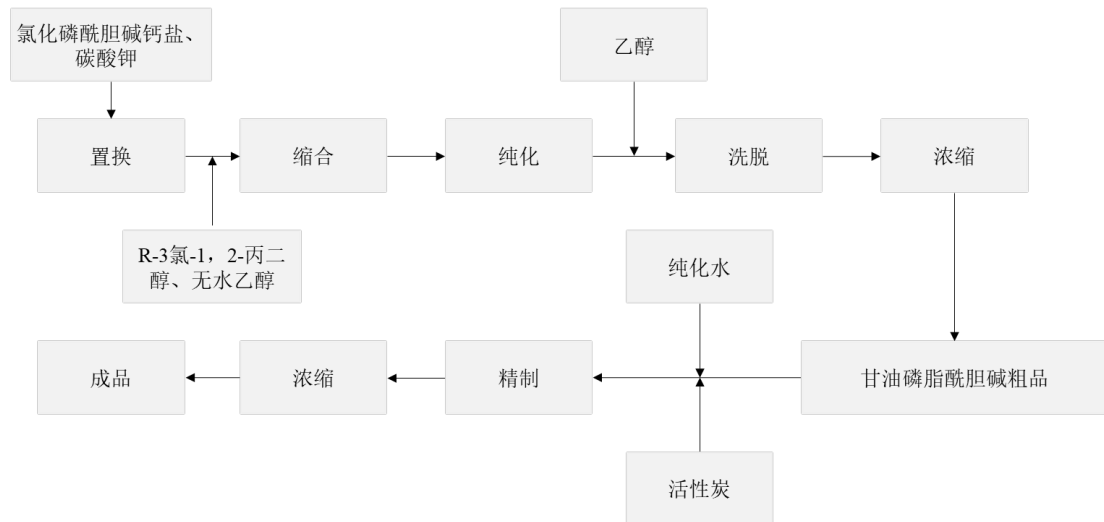 氯化磷酰胆碱钙盐、
碳酸钾
乙醇
置换
缩合
纯化
洗脱
浓缩
R-3氯-1，2-丙二
醇、无水乙醇
纯化水
成品
浓缩
精制
甘油磷脂酰胆碱粗品
活性炭